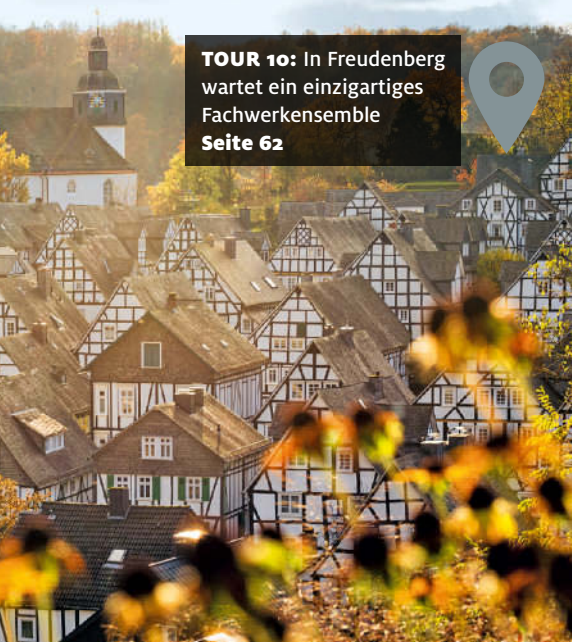 TOUR 10: In Freudenberg
wartet ein einzigartiges
Fachwerkensemble
Seite 62